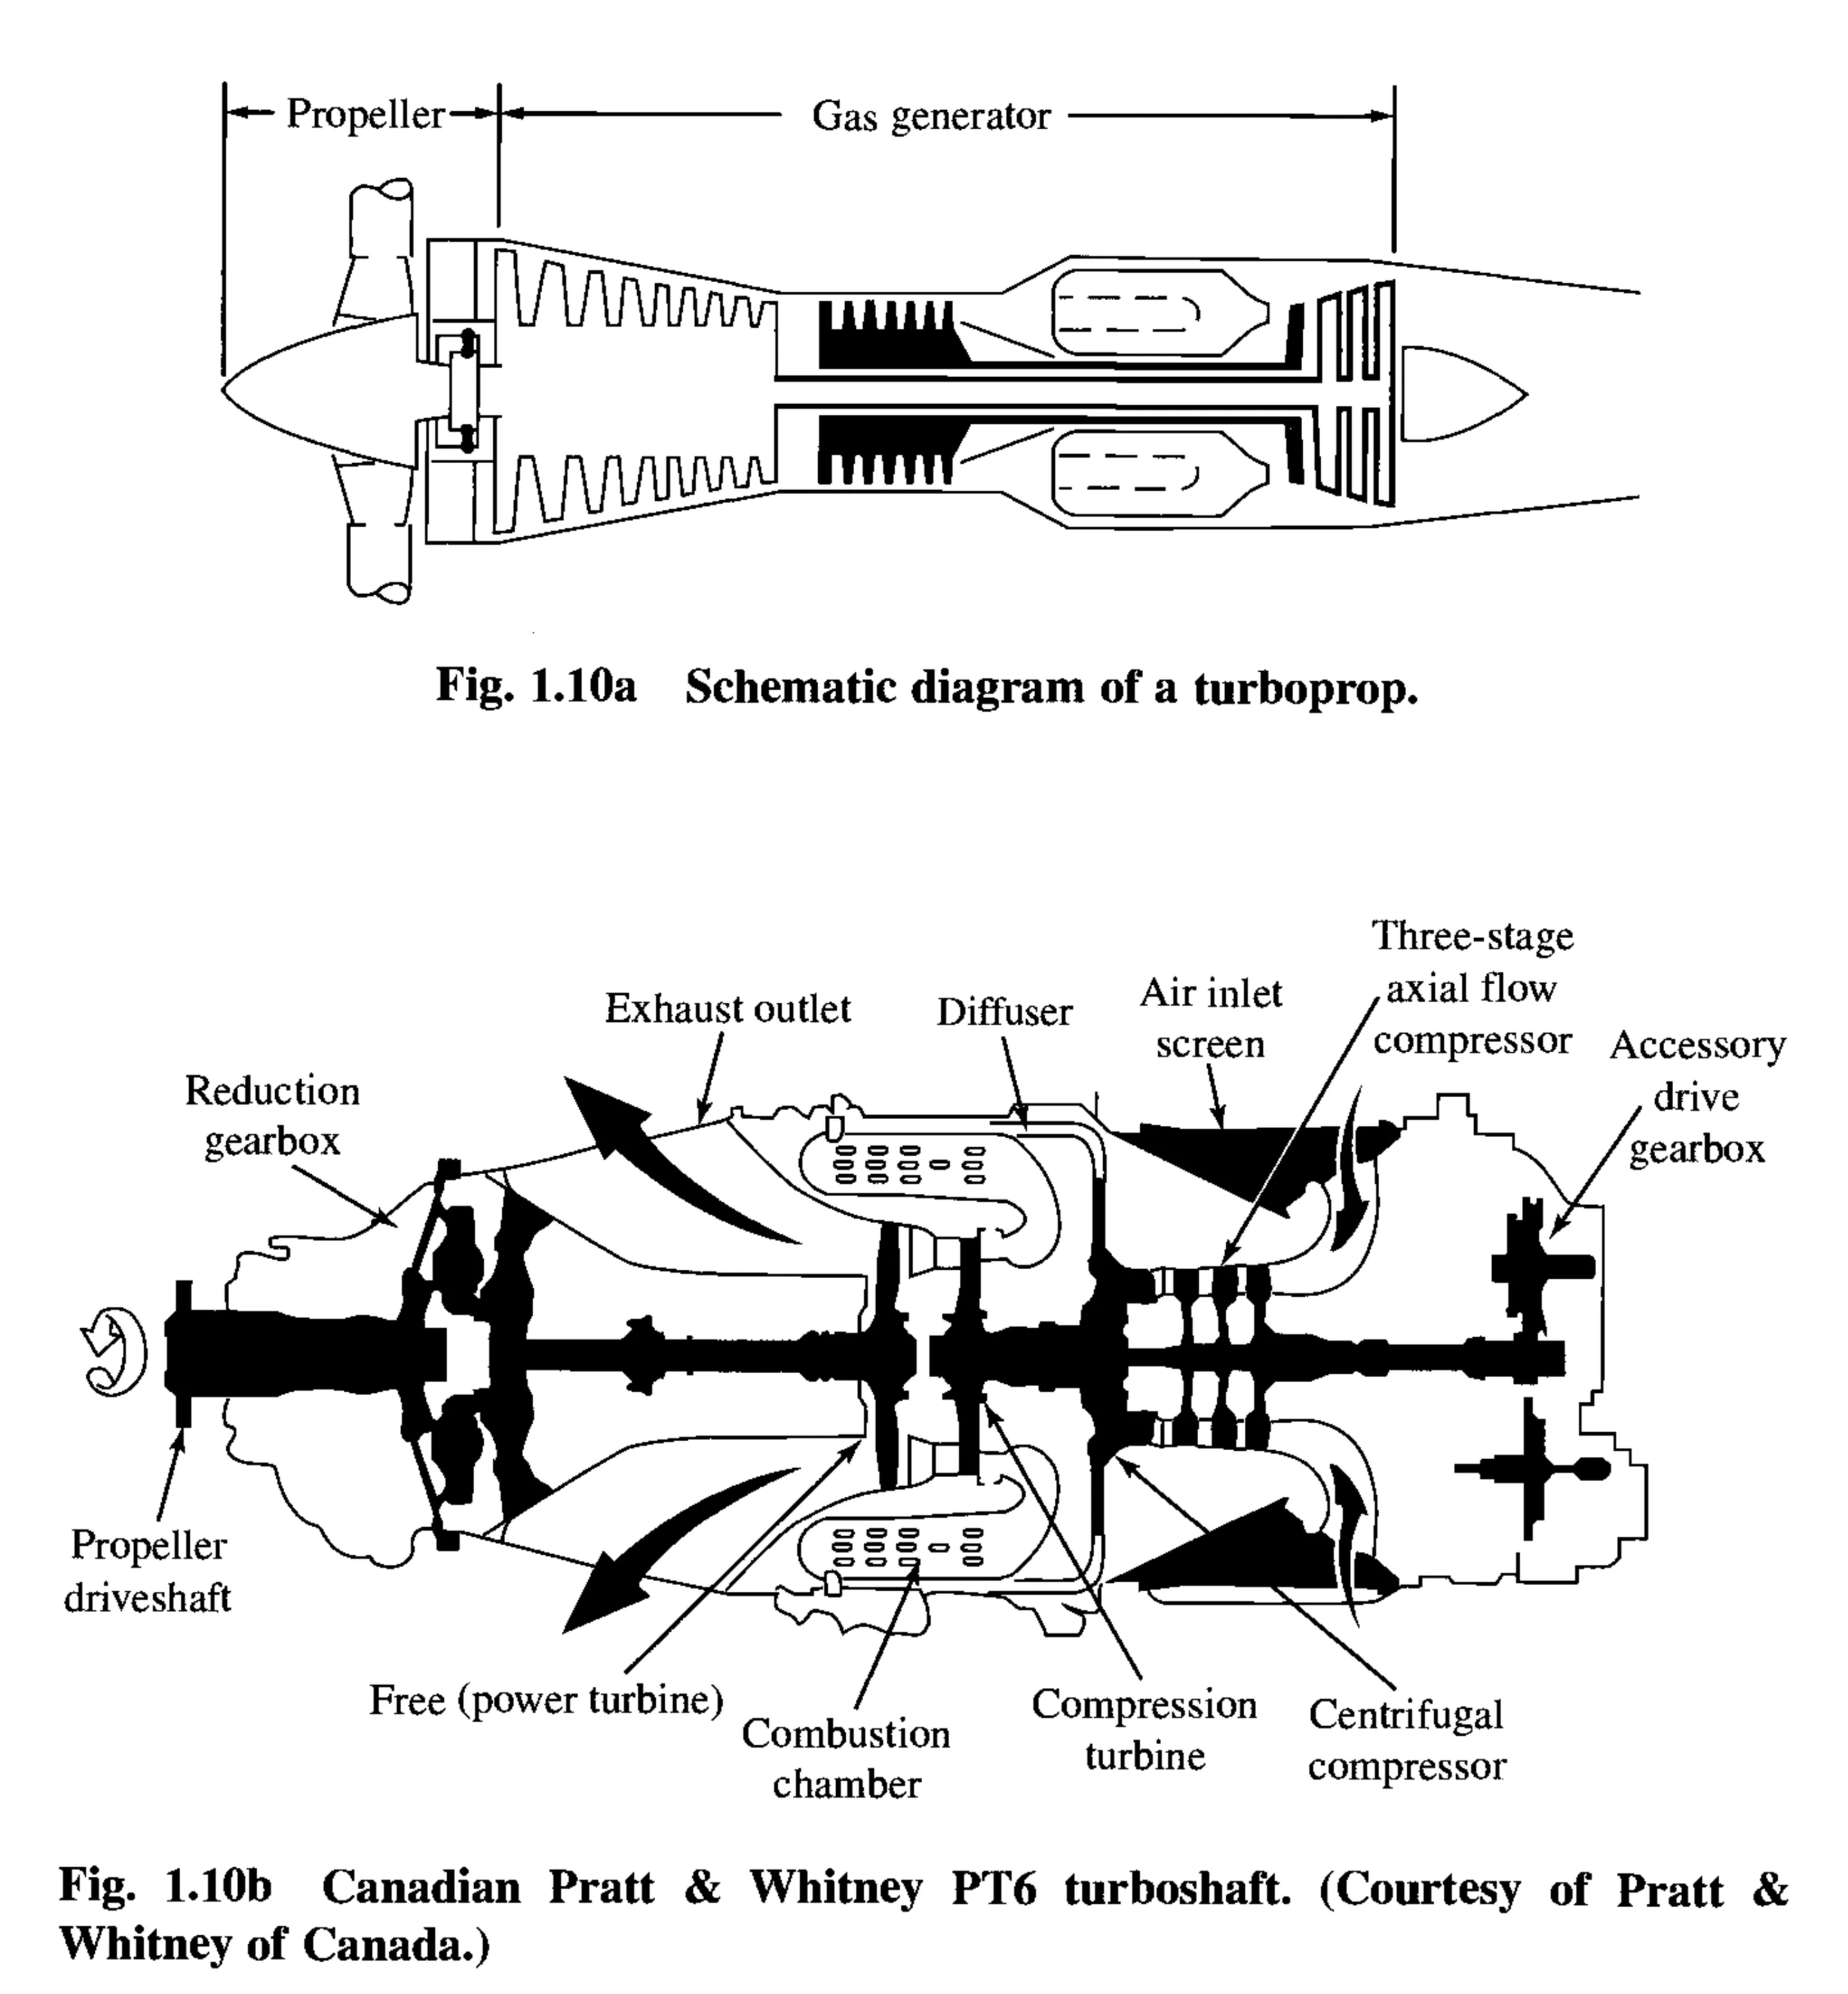 Propeller
Gas generator
Fig. 1.10a Schematic diagram of a turboprop.
Three-stage
axial flow
compressor
Air inlet
screen
Exhaust outlet
Diffuser
Accessory
drive
gearbox
Reduction
gearbox
Propeller
driveshaft
Free (power turbine)
Combustion
chamber
Compression
turbine
Centrifugal
compressor
Fig. 1.10b Canadian Pratt & Whitney PT6 turboshaft. (Courtesy of Pratt &
Whitney of Canada.)